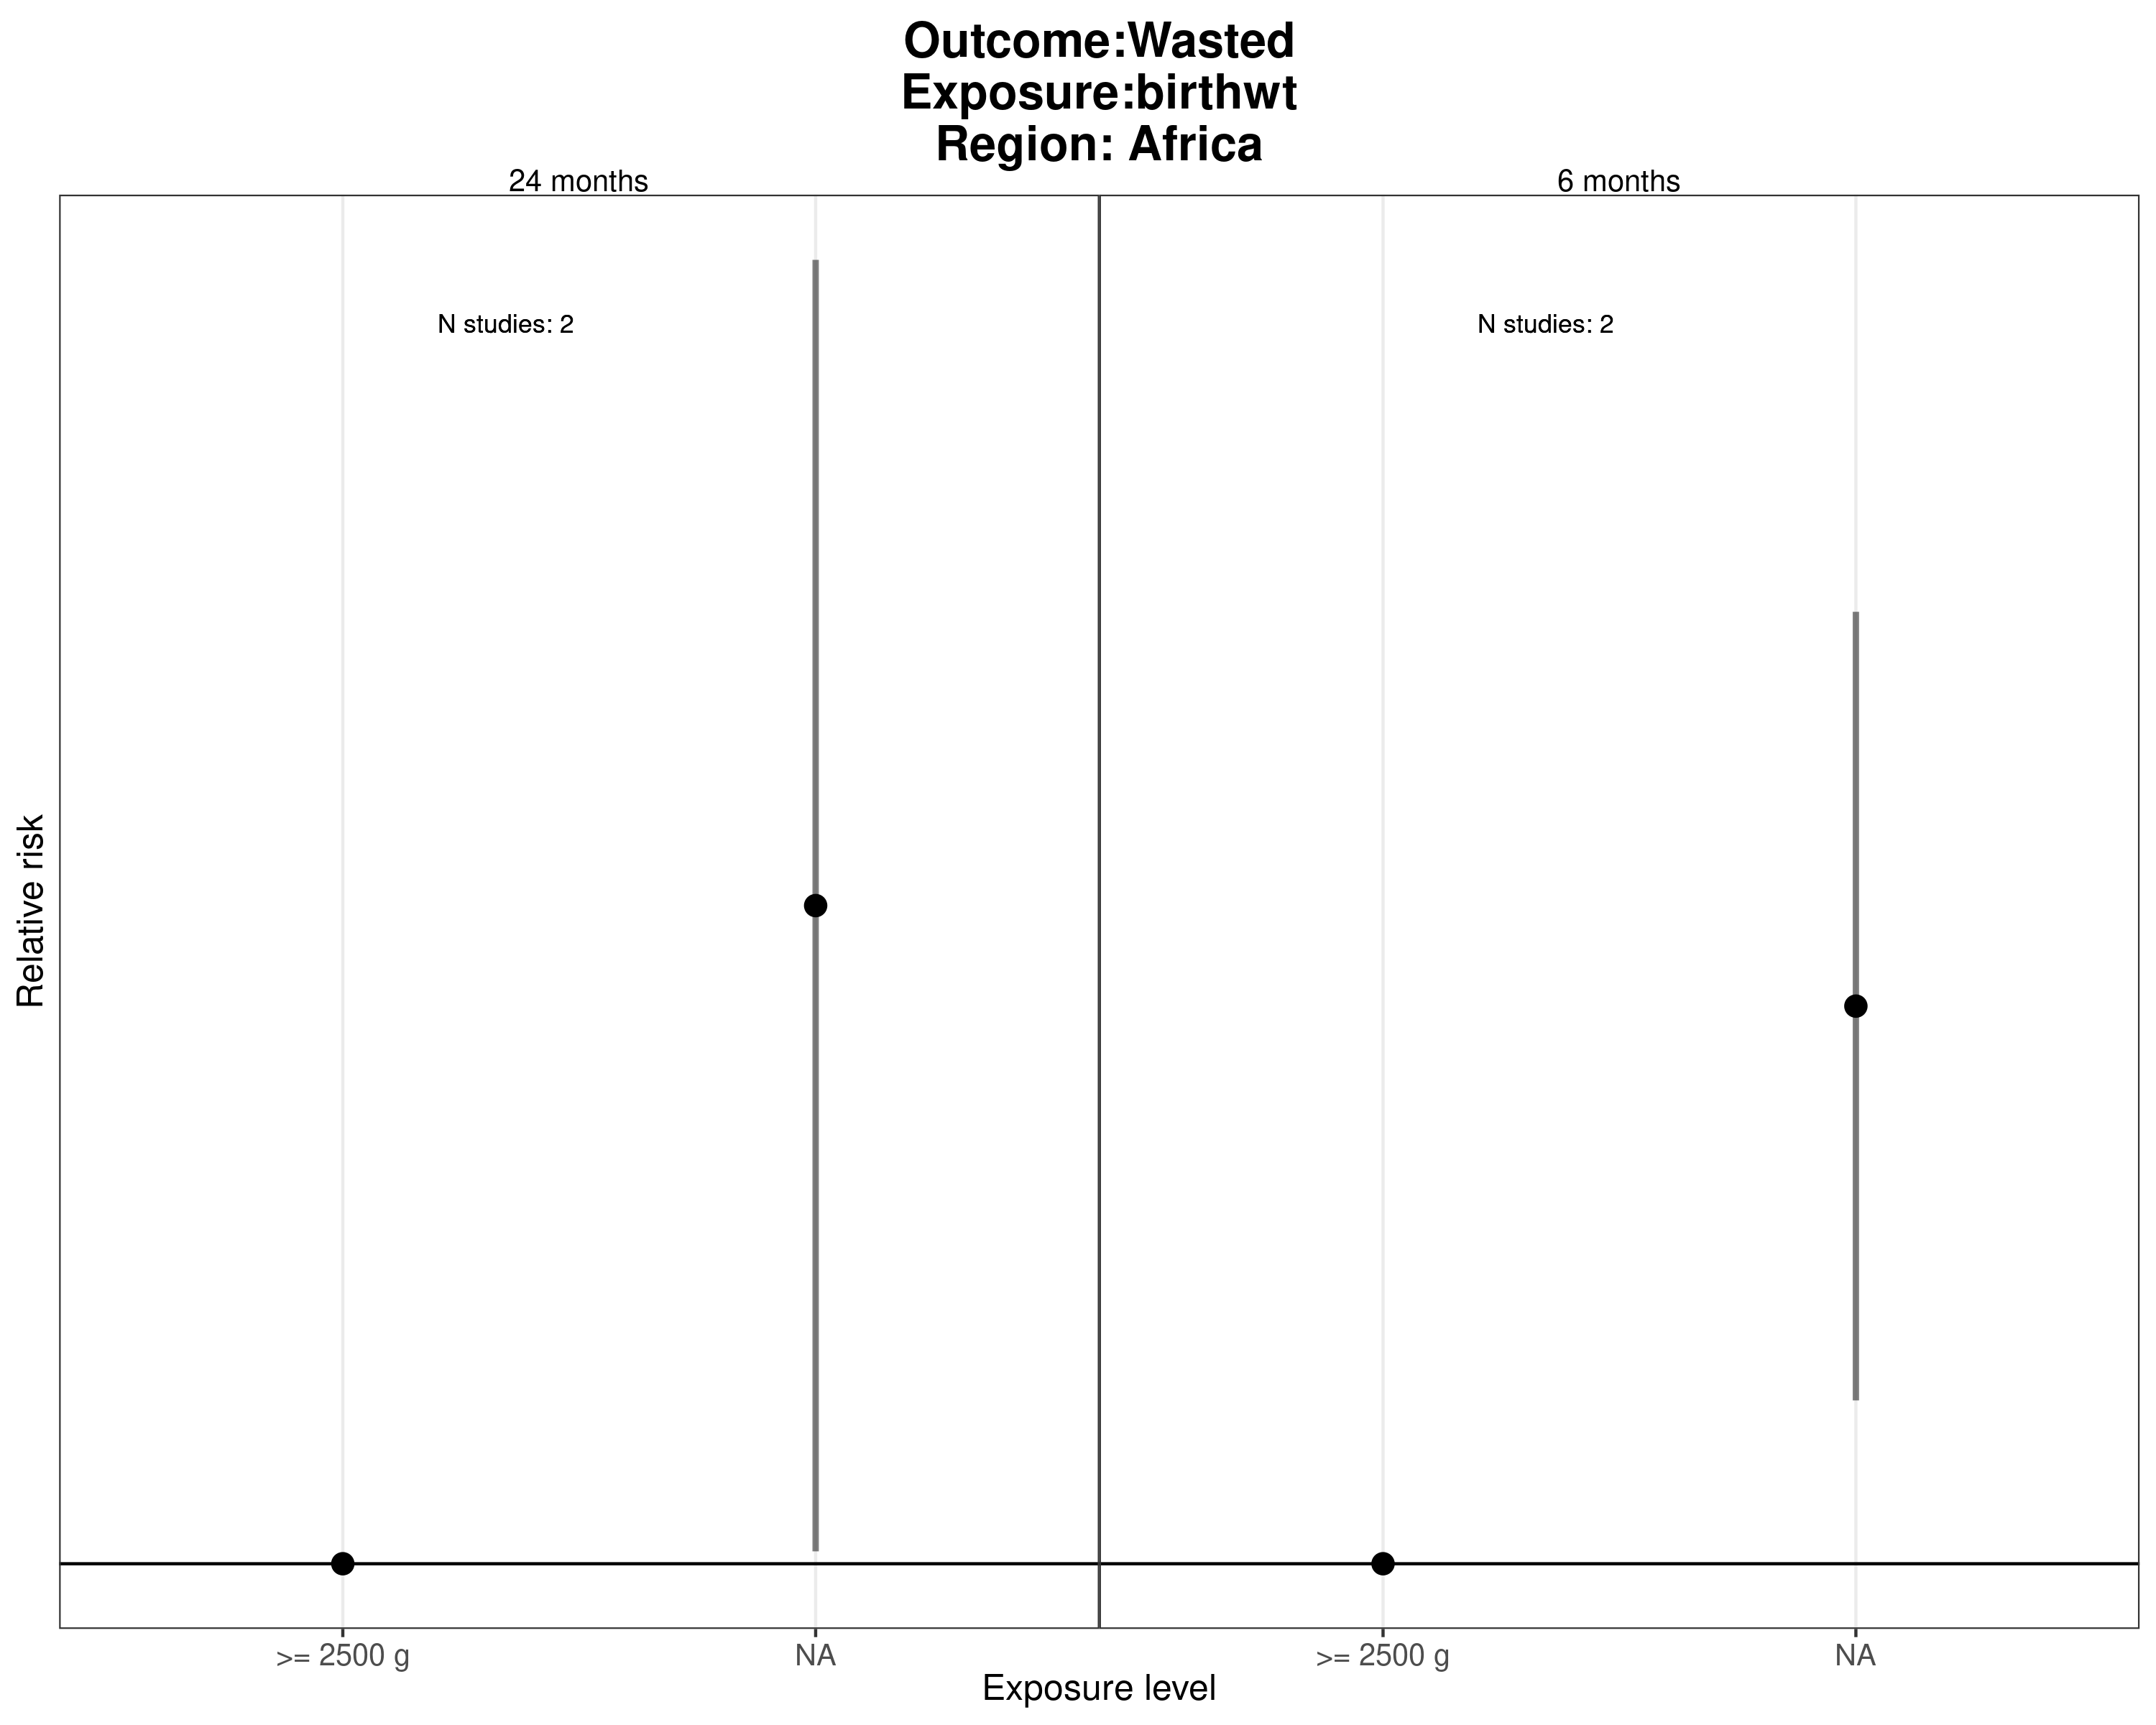 Outcome:Wasted
Exposure:birthwt
Region: Africa
24 months
6 months
N studies: 2
N studies: 2
Relative risk
>= 2500 g
NA
>= 2500 g
NA
Exposure level